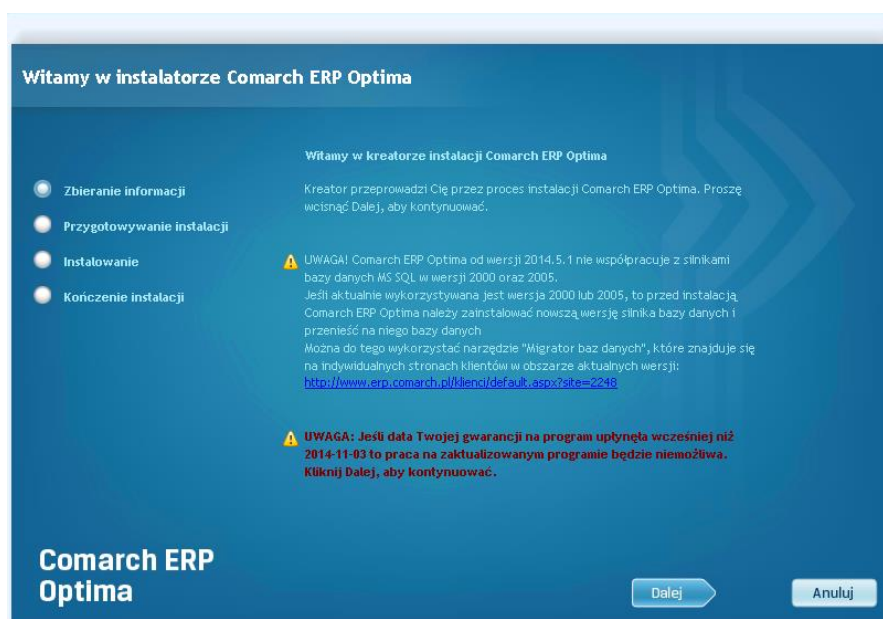 Witamy w instalatorze Comarch ERP Optima
Witamy w kreatorze instalacji Comarch ERP Optima
Kreator przeprowadzi Cię przez proces instalacji Comarch ERP Optima. Proszę
wcisnąć Dalej, aby kontynuować.
Zbieranie informacji
Przygotowywanie instalacji
Instalowanie
Kończenie instalacji
UWAGA! Comarch ERP Optima od wersji 2014.5.1 nie współpracuje z silnikami
bazy danych MS SQL w wersji 2000 oraz 2005.
Jeśli aktualnie wykorzystywana jest wersja 2000 lub 2005, to przed instalacją
Comarch ERP Optima należy zainstalować nowszą wersję silnika bazy danych i
przenieść na niego bazy danych
Można do tego wykorzystać narzędzie "Migrator baz danych", które znajduje się
na indywidualnych stronach klientów w obszarze aktualnych wersji:
http://www.erp.comarch.pl/klienci/default.aspx?site=2248
UWAGA: Jeśli data Twojej gwarancji na program upłynęła wcześniej niż
2014-11-03 to praca na zaktualizowanym programie będzie niemożliwa.
Kliknij Dalej, aby kontynuować.
Comarch ERP
Optima
Dalej
Anuluj